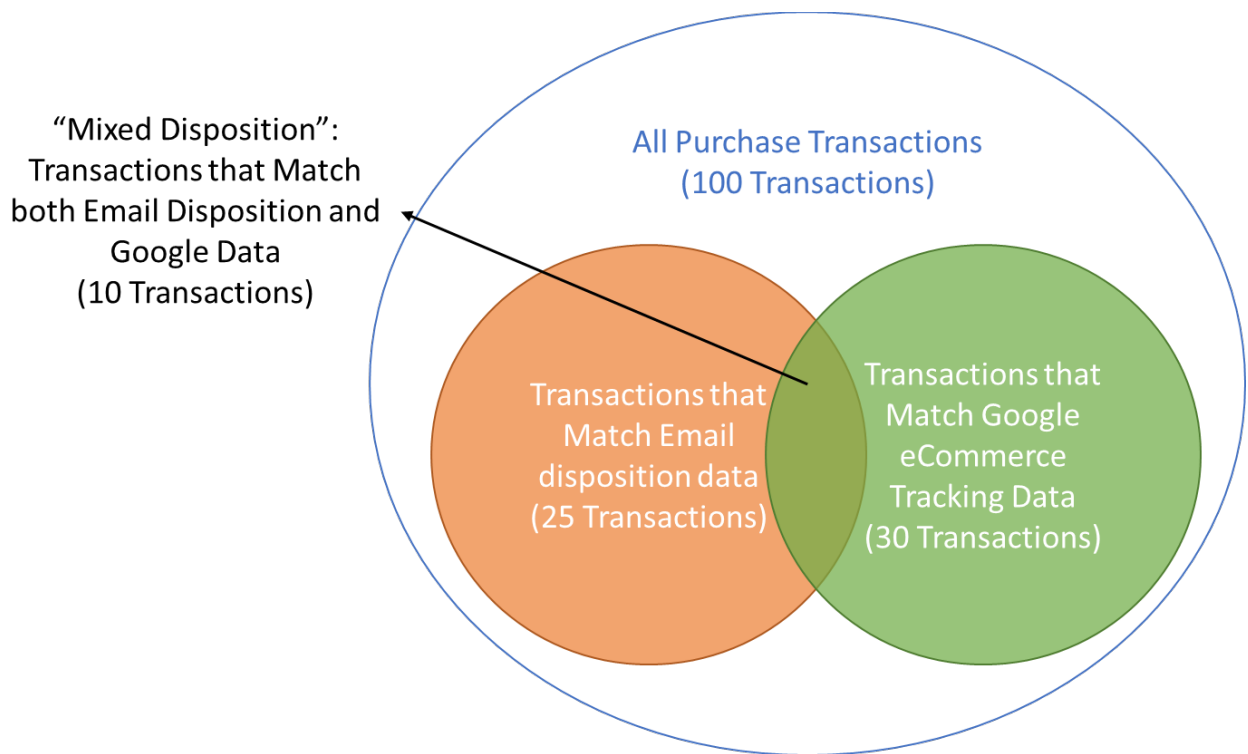 “Mixed Disposition”:
Transactions that Match
both Email Disposition and
Google Data
(10 Transactions)
All Purchase Transactions
(100 Transactions)
Transactions that
Match Email
disposition data
(25 Transactions)
Transactions that
Match Google
eCommerce
Tracking Data
(30 Transactions)